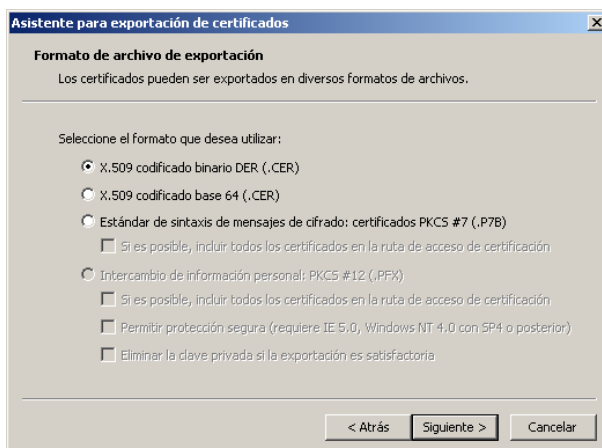 Asistente para exportación de certificados
Formato de archivo de exportación
Los certificados pueden ser exportados en diversos formatos de archivos.
Seleccione el formato que desea utilizar:
X.509 codificado binario DER (.CER)
X.509 codificado base 64 (.CER)
Estándar de sintaxis de mensajes de cifrado: certificados PKCS #7 (.P7B)
Si es posible, incluir todos los certificados en la ruta de acceso de certificación
Intercambio de información personal: PKCS #12 (.PFX)
Si es posible, incluir todos los certificados en la ruta de acceso de certificación
Permitir protección segura (requiere IE 5.0, Windows NT 4.0 con SP4 o posterior)
Eliminar la clave privada si la exportación es satisfactoria
< Atrás Siguiente > Cancelar